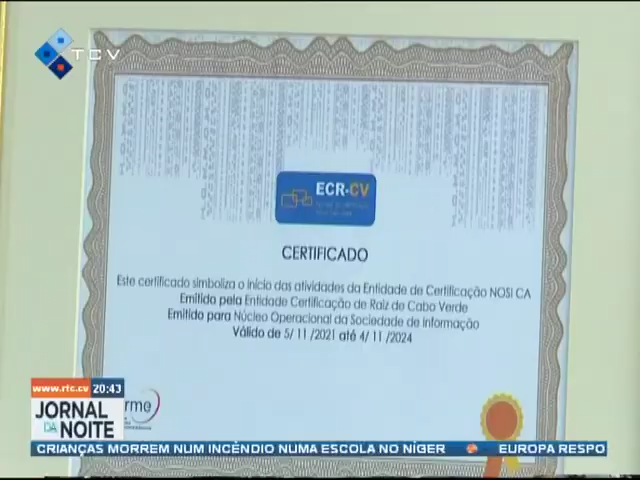 TCV
ECR-CV
CERTIFICADO
Este certificado simboliza o início das atividades da Entidade de Certificação NOSI CA
Emitido pela Entidade Certificação de Raiz de Cabo Verde
Emitido para Núcleo Operacional da Sociedade de Informação
Válido de 5/ 11 /2021 até 4/ 11 /2024
www.rtc.cv 20:43
JORNAL
DA NOITE
rme
CRIANÇAS MORREM NUM INCÊNDIO NUMA ESCOLA NO NÍGER EUROPA RESPO